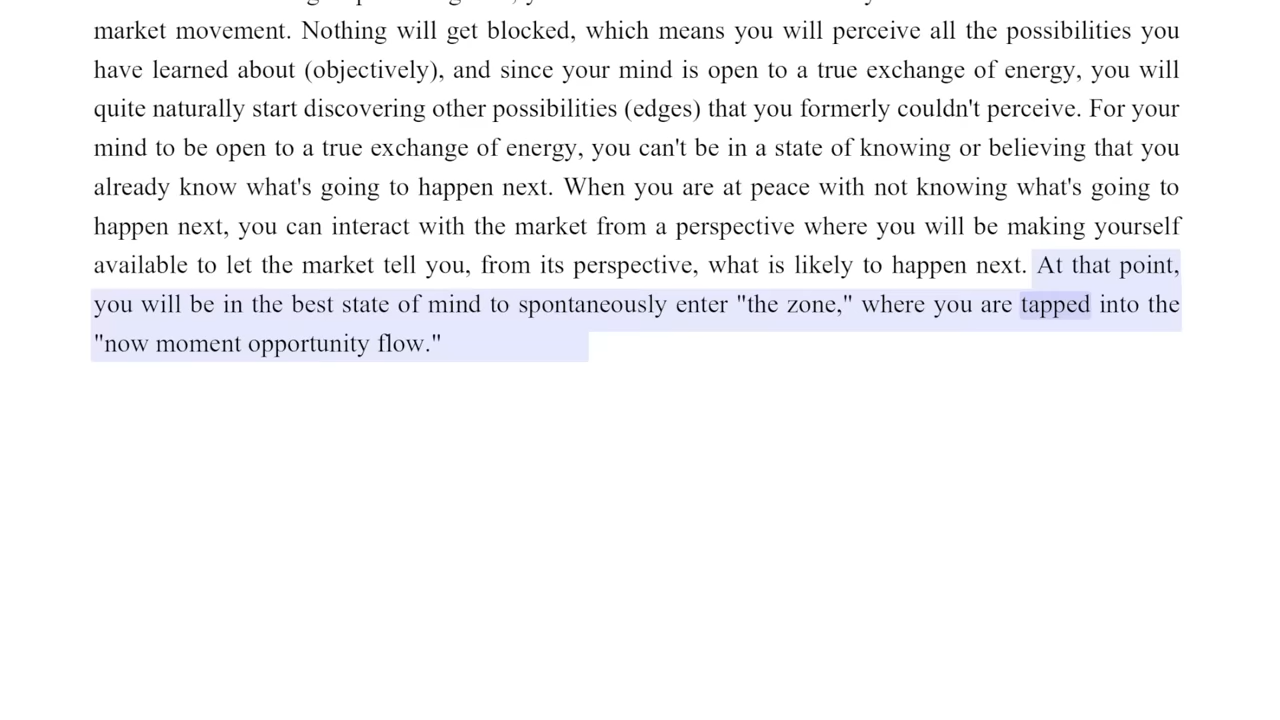 market movement. Nothing will get blocked, which means you will perceive all the possibilities you
have learned about (objectively), and since your mind is open to a true exchange of energy, you will
quite naturally start discovering other possibilities (edges) that you formerly couldn't perceive. For your
mind to be open to a true exchange of energy, you can't be in a state of knowing or believing that you
already know what's going to happen next. When you are at peace with not knowing what's going to
happen next, you can interact with the market from a perspective where you will be making yourself
available to let the market tell you, from its perspective, what is likely to happen next. At that point,
you will be in the best state of mind to spontaneously enter "the zone," where you are tapped into the
"now moment opportunity flow."